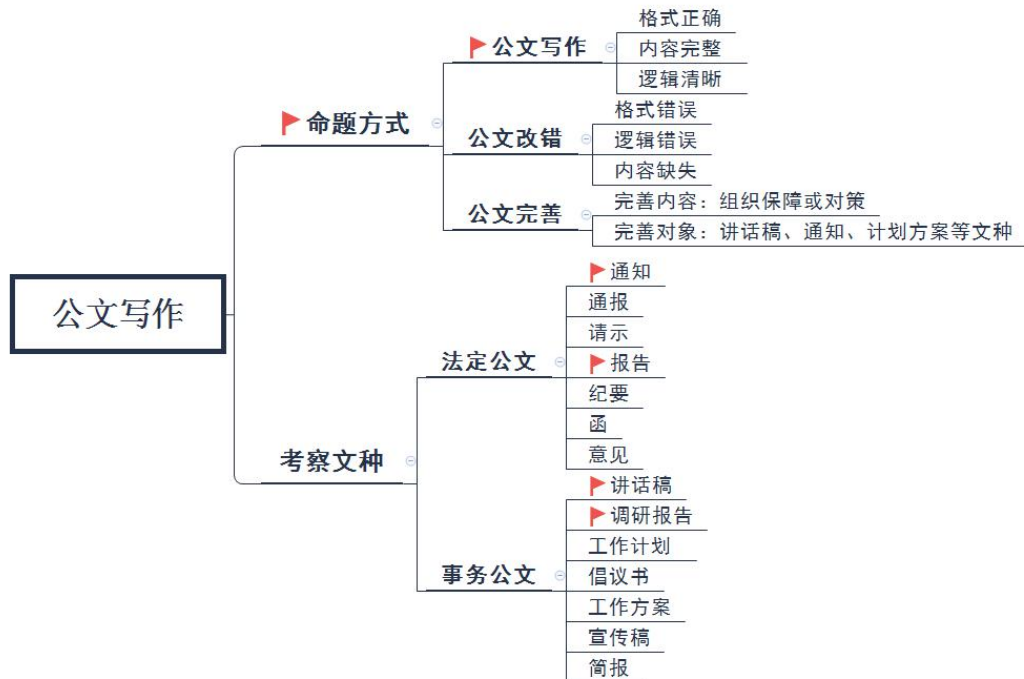 公文写作
命题方式
公文写作
格式正确
内容完整
逻辑清晰
公文改错
格式错误
逻辑错误
内容缺失
公文完善
完善内容：组织保障或对策
完善对象：讲话稿、通知、计划方案等文种
考察文种
法定公文
通知
通报
请示
报告
纪要
函
意见
事务公文
讲话稿
调研报告
工作计划
倡议书
工作方案
宣传稿
简报